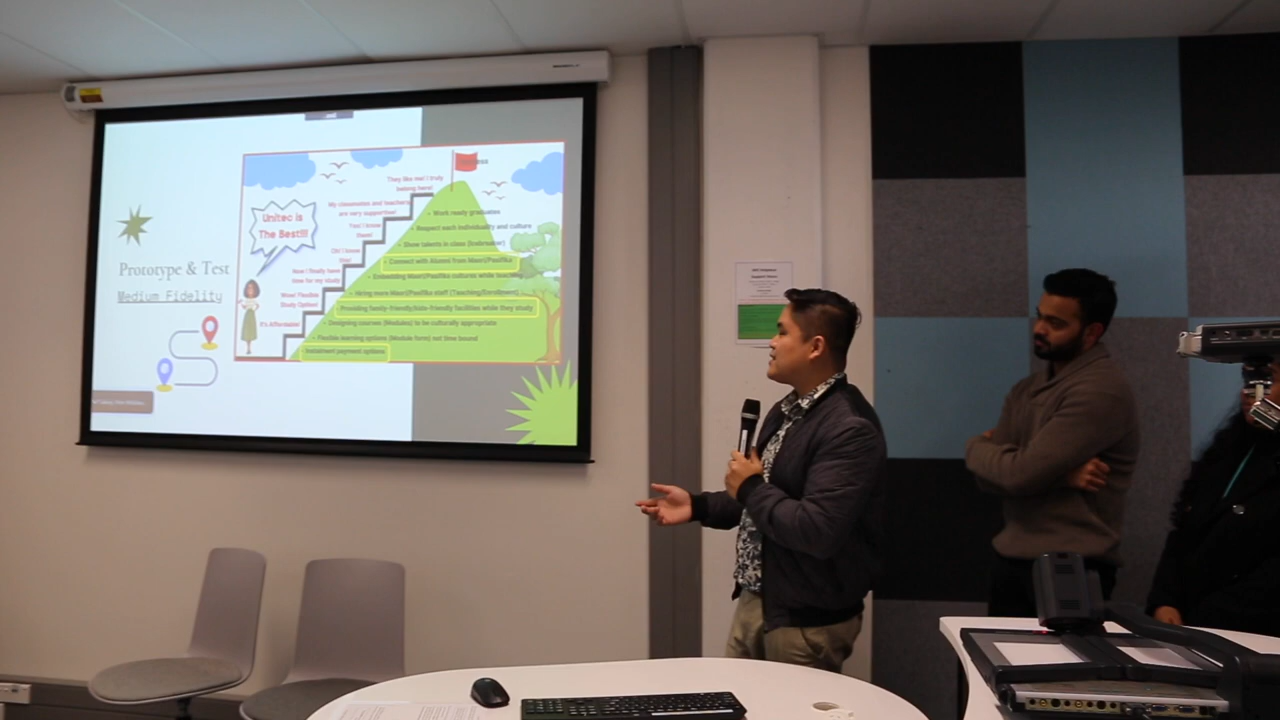 Prototype & Test
Medium Fidelity
Unitec is
The Best!!!
They like me! I truly
belong here!
My classmates and teachers
are very supportive!
Yes! I know
them!
Oh! I know
this!
Now I finally have
time for my study
Wow! Flexible
Study Option!
It's Affordable!
• Work ready graduates
• Respect each individuality and culture
• Show talents in class (Icebreaker)
• Connect with Alumni from Maori/Pasifika
• Embedding Maori/Pasifika cultures while teaching
• Hiring more Maori/Pasifika staff (Teaching/Enrollment)
• Providing family-friendly/kids-friendly facilities while they study
• Designing courses (Modules) to be culturally appropriate
• Flexible learning options (Module form) not time bound
• Instalment payment options